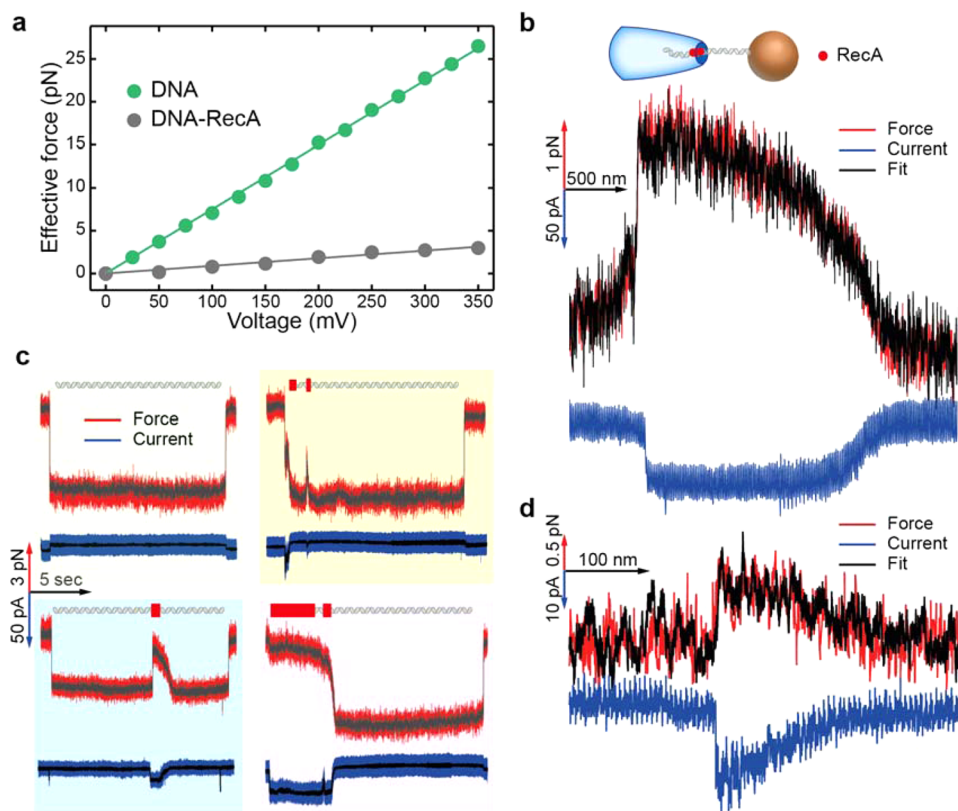 a
25
20
15
10
5
0
Effective force (pN)
DNA
DNA-RecA
0
50
100
150
200
250
300
350
Voltage (mV)
b
RecA
Force
Current
Fit
1 pN
500 nm
50 pA
c
Force
Current
3 pN
5 sec
50 pA
d
Force
Current
Fit
0.5 pN
100 nm
10 pA